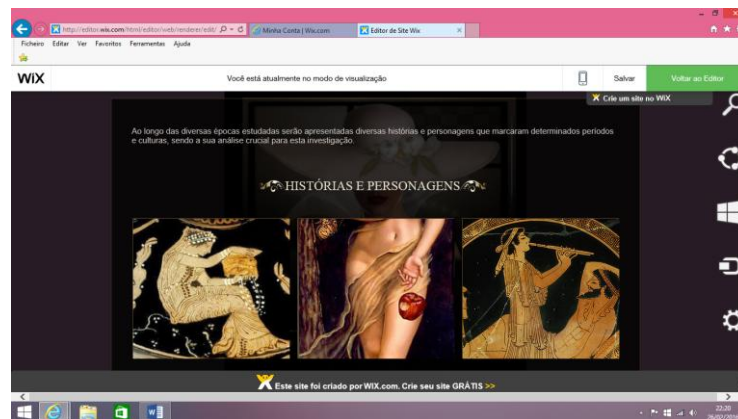 http://editor.wix.com/html/editor/web/renderer/edit/
Minha Conta | Wix.com
Editor de Site Wix
Ficheiro Editar Ver Favoritos Ferramentas Ajuda
WiX
Você está atualmente no modo de visualização
Salvar
Voltar ao Editor
Crie um site no WiX
Ao longo das diversas épocas estudadas serão apresentadas diversas histórias e personagens que marcaram determinados períodos
e culturas, sendo a sua análise crucial para esta investigação.
HISTÓRIAS E PERSONAGENS
Este site foi criado por WIX.com. Crie seu site GRÁTIS >>
22:20